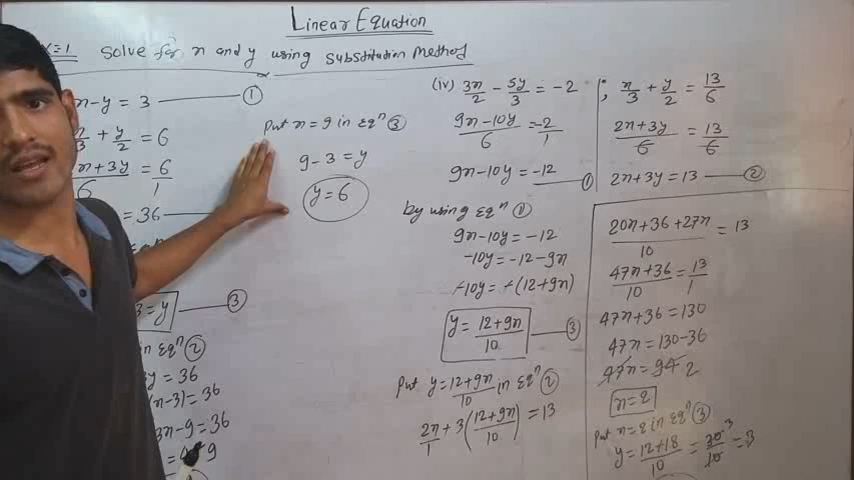 Linear Equation
x=1 Solve for x and y using substitution Method
x-y = 3 ——— ①
+ y/2 = 6
x + 3y/6 = 6/1
= 36
3 = y ——— ③
in Eqⁿ ②
y = 36
(x-3) = 36
3x - 9 = 36
Put x = 9 in Eqⁿ ③
9 - 3 = y
y = 6
(iv) 3x/2 - 5y/3 = -2 ; x/3 + y/2 = 13/6
9x-10y/6 = -2/1
9x-10y = -12 ——— ①
by using Eqⁿ ①
9x-10y = -12
-10y = -12-9x
-10y = -(12+9x)
y = 12+9x/10 ——— ③
Put y = 12+9x/10 in Eqⁿ ②
2x/1 + 3(12+9x/10) = 13
2x+3y/6 = 13/6
2x+3y = 13 ——— ②
20x+36+27x/10 = 13
47x+36/10 = 13/1
47x+36 = 130
47x = 130-36
47x = 94 2
x = 2
Put x = 2 in Eqⁿ ③
y = 12+18/10 = 30/10 3 = 3